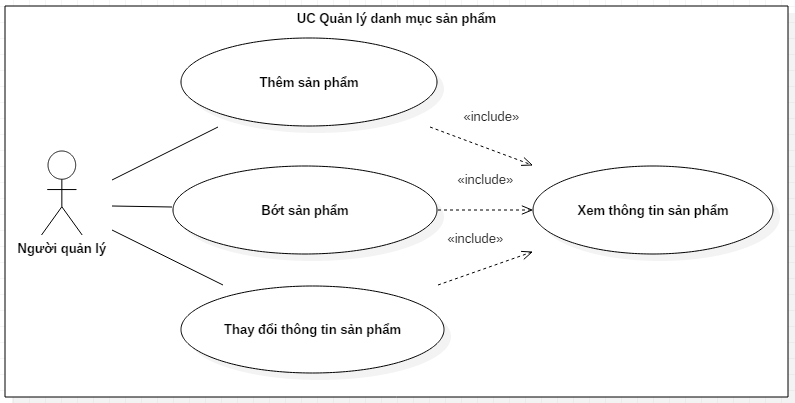 UC Quản lý danh mục sản phẩm
Thêm sản phẩm
«include»
«include»
Bớt sản phẩm
Xem thông tin sản phẩm
«include»
Người quản lý
Thay đổi thông tin sản phẩm